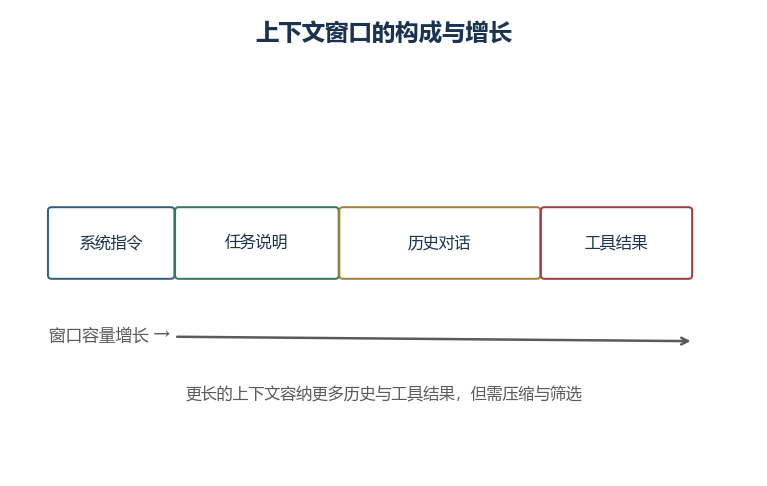 上下文窗口的构成与增长
系统指令
任务说明
历史对话
工具结果
窗口容量增长 →
更长的上下文容纳更多历史与工具结果，但需压缩与筛选